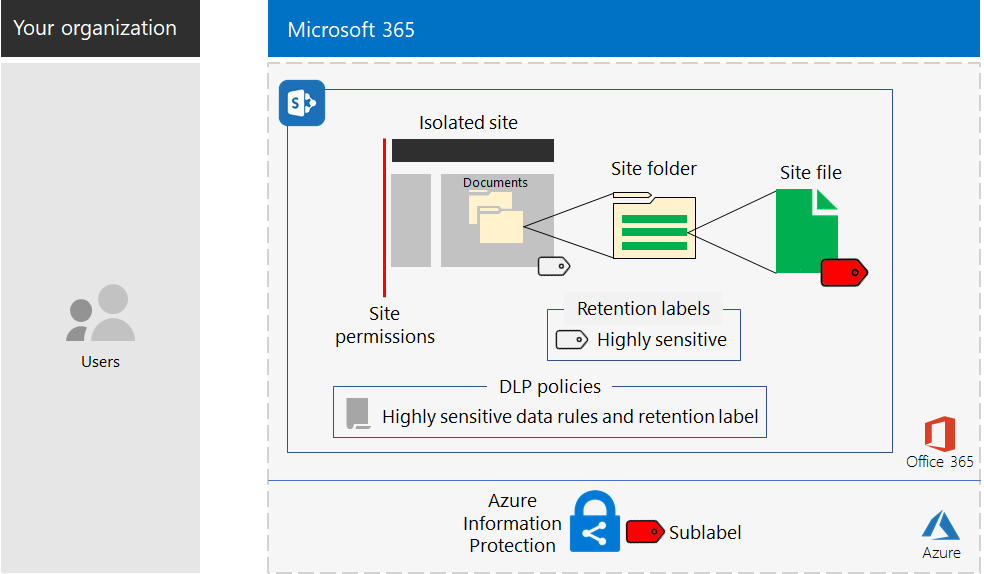 Your organization
Microsoft 365
S
Isolated site
Documents
Site folder
Site file
Site
permissions
Retention labels
Highly sensitive
Users
DLP policies
Highly sensitive data rules and retention label
Office 365
Azure
Information
Protection
Sublabel
Azure